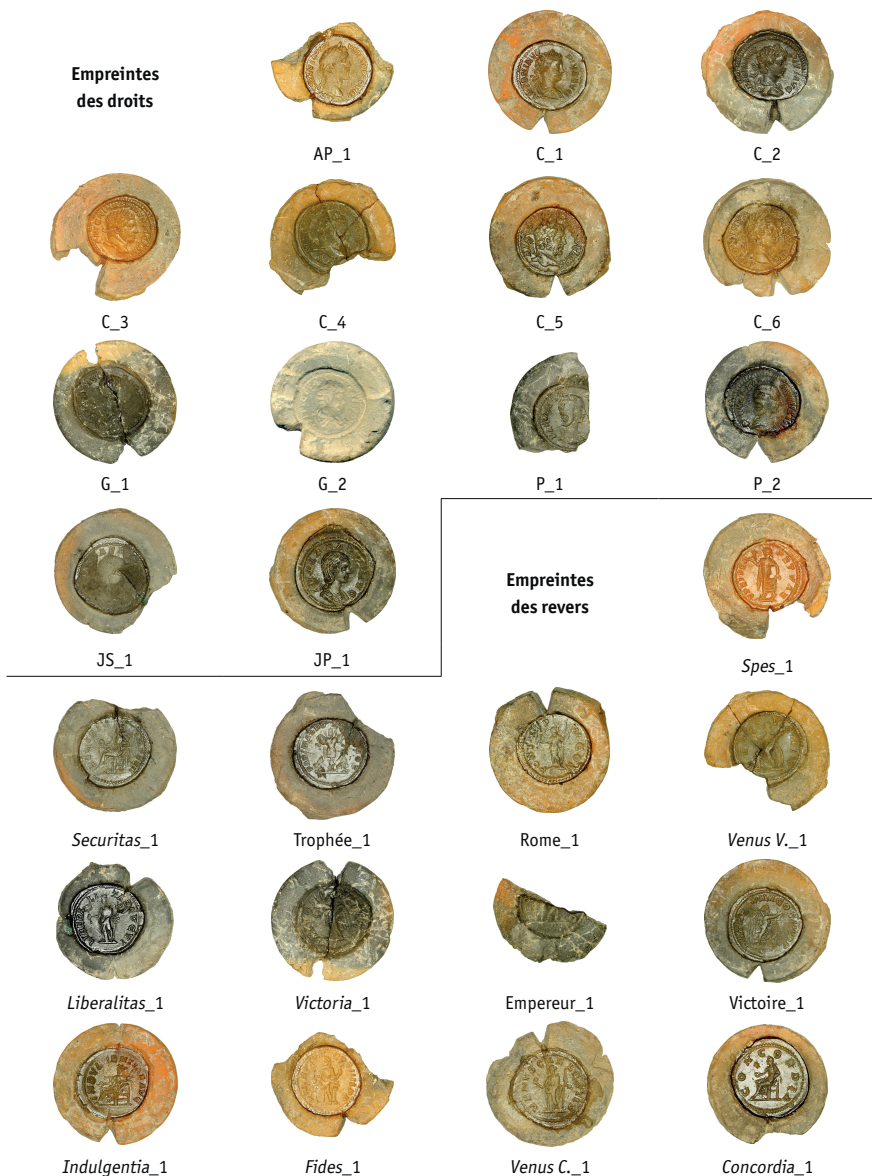 Empreintes
des droits
AP_1
C_1
C_2
C_3
C_4
C_5
C_6
G_1
G_2
P_1
P_2
JS_1
JP_1
Empreintes
des revers
Spes_1
Securitas_1
Trophée_1
Rome_1
Venus V._1
Liberalitas_1
Victoria_1
Empereur_1
Victoire_1
Indulgentia_1
Fides_1
Venus C._1
Concordia_1